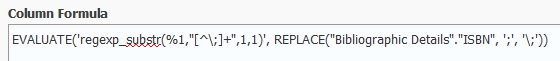 Column Formula
EVALUATE('regexp_substr(%1,"[^\;]+",1,1)', REPLACE("Bibliographic Details"."ISBN", ';', '\;'))